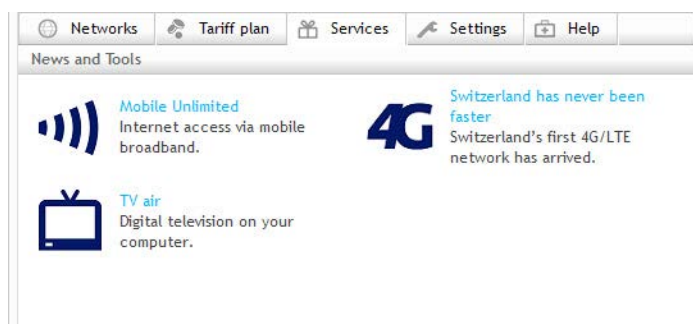 Networks Tariff plan Services Settings Help
News and Tools
Mobile Unlimited
Internet access via mobile
broadband.
4G
Switzerland has never been
faster
Switzerland's first 4G/LTE
network has arrived.
TV air
Digital television on your
computer.